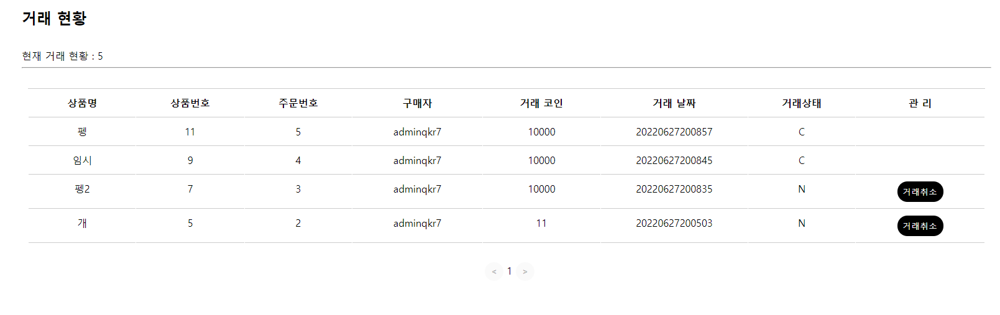 거래 현황
현재 거래 현황 : 5
상품명 상품번호 주문번호 구매자 거래 코인 거래 날짜 거래상태 관 리
펭 11 5 adminqkr7 10000 20220627200857 C
임시 9 4 adminqkr7 10000 20220627200845 C
펭2 7 3 adminqkr7 10000 20220627200835 N 거래취소
개 5 2 adminqkr7 11 20220627200503 N 거래취소
< 1 >